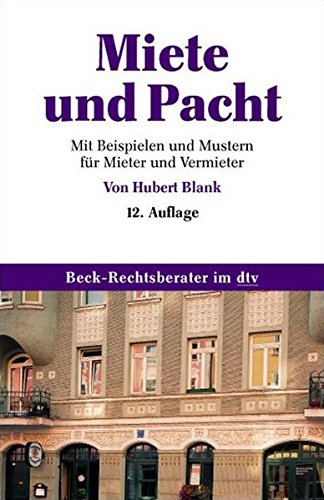 Miete
und Pacht
Mit Beispielen und Mustern
für Mieter und Vermieter
Von Hubert Blank
12. Auflage
Beck-Rechtsberater im dtv